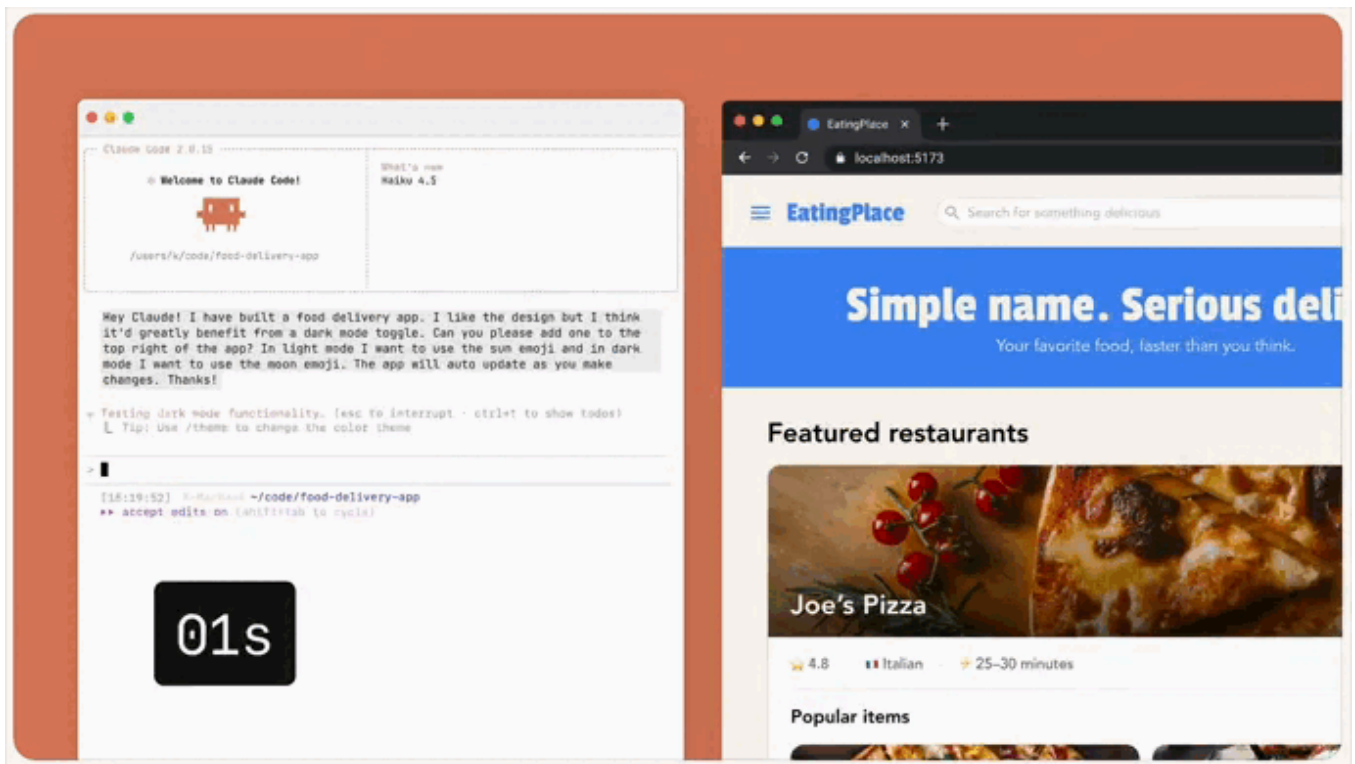 Claude Code 2.0.15
Welcome to Claude Code!
/users/k/code/food-delivery-app
What's new
Haiku 4.5
Hey Claude! I have built a food delivery app. I like the design but I think
it'd greatly benefit from a dark mode toggle. Can you please add one to the
top right of the app? In light mode I want to use the sun emoji and in dark
mode I want to use the moon emoji. The app will auto update as you make
changes. Thanks!
Testing dark mode functionality. (esc to interrupt · ctrl+t to show todos)
Tip: Use /theme to change the color theme
>
[16:19:52] ~/code/food-delivery-app
accept edits on (shift+tab to cycle)
01s
EatingPlace
localhost:5173
EatingPlace
Search for something delicious
Simple name. Serious deli
Your favorite food, faster than you think.
Featured restaurants
Joe's Pizza
4.8 Italian 25–30 minutes
Popular items